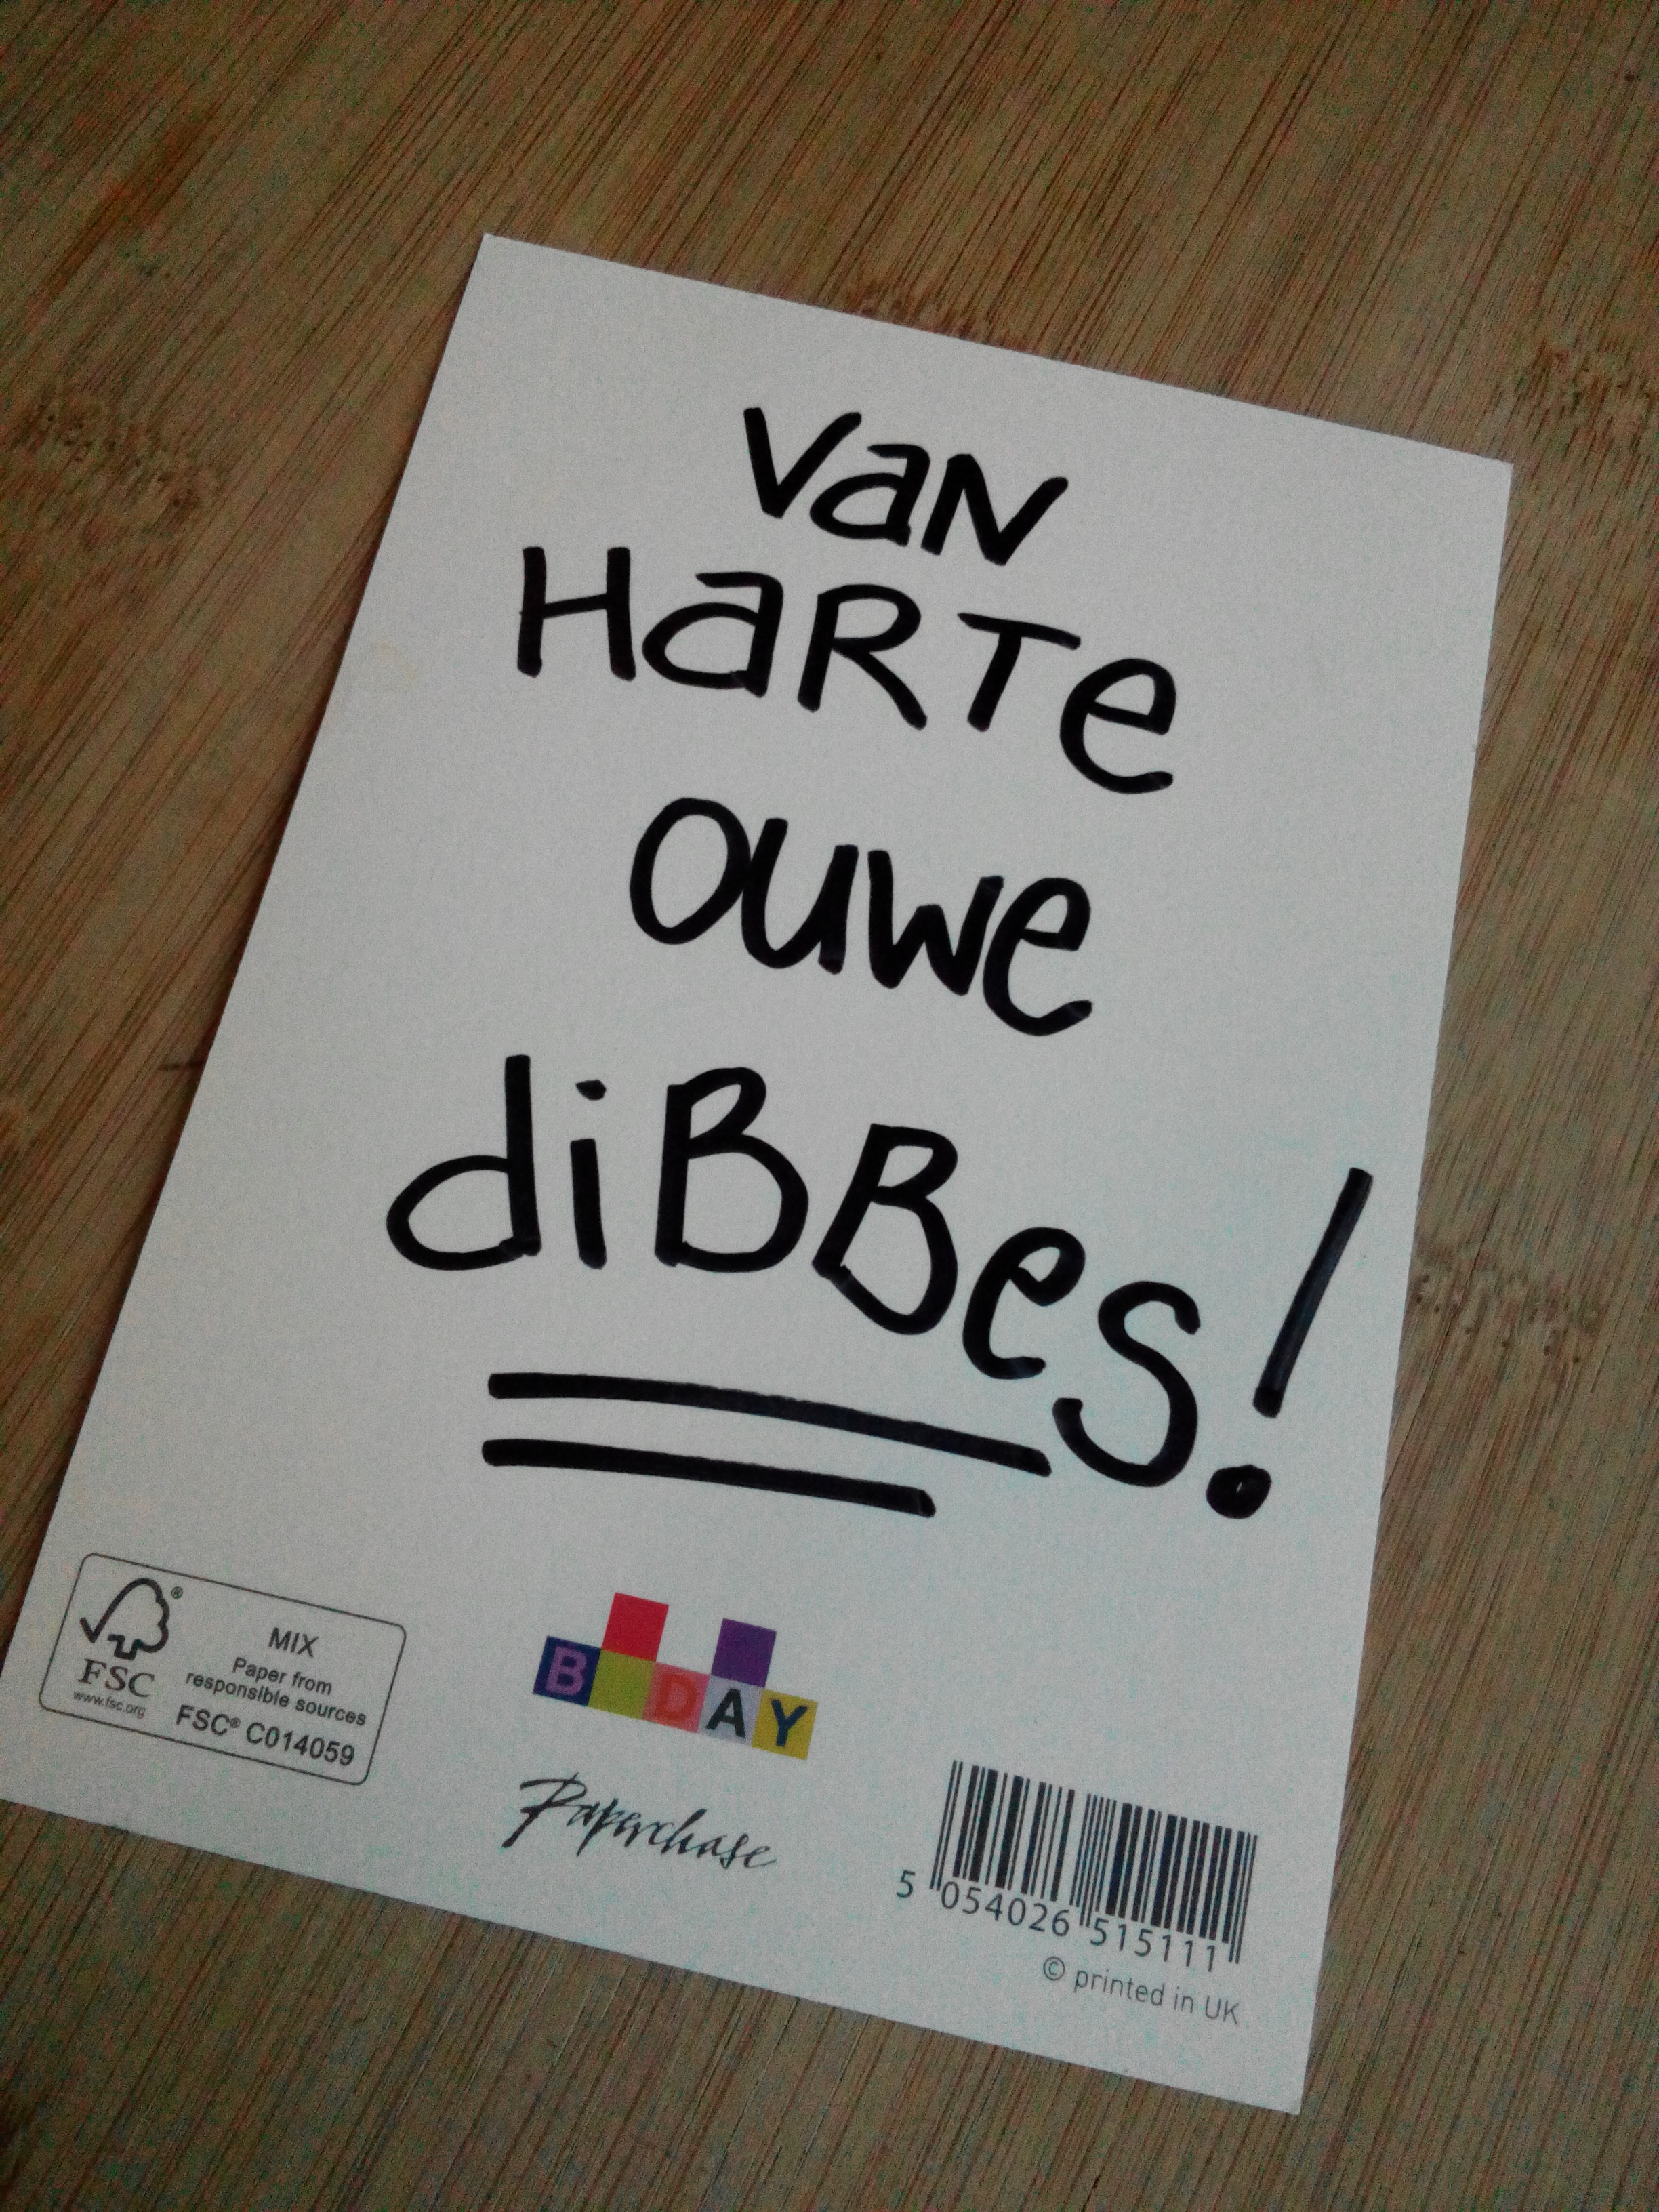 van
HaRTe
ouwe
diBBes!
FSC®
www.fsc.org
MIX
Paper from
responsible sources
FSC® C014059
B DAY
Paperchase
5 054026 515111
© printed in UK